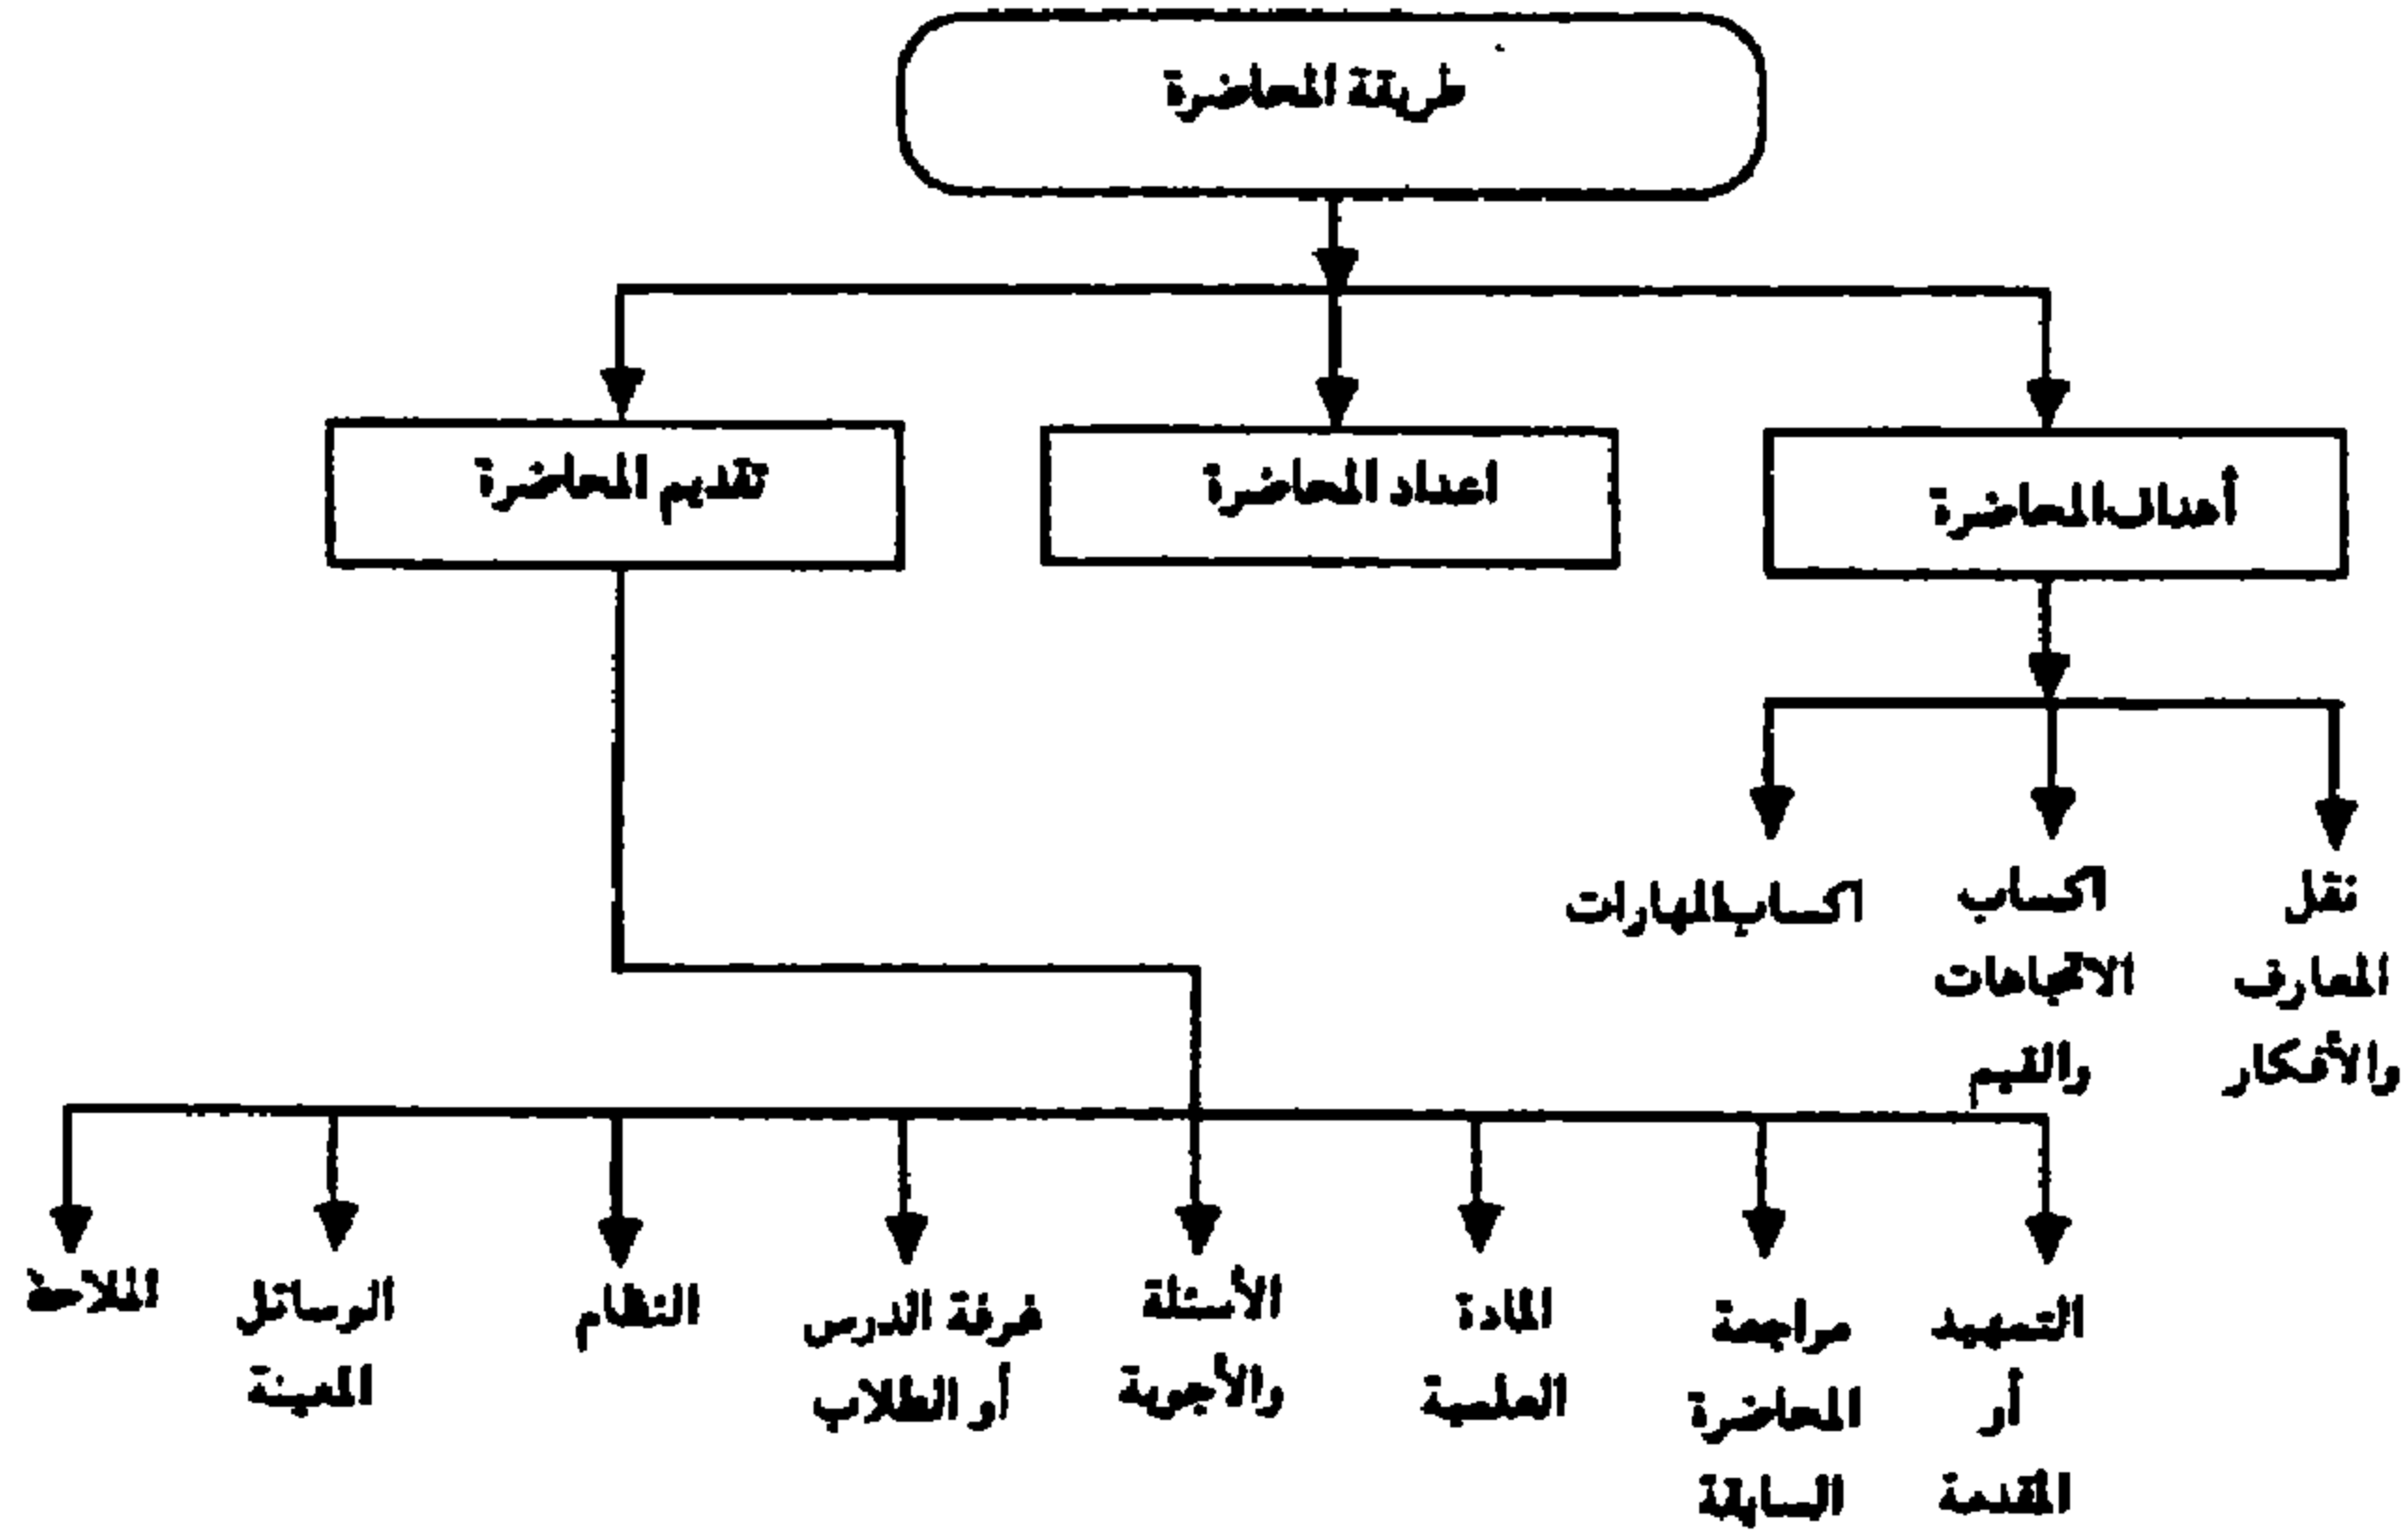 طريقة المحاضرة
أهداف المحاضرة
اعداد المحاضرة
تقديم المحاضرة
نقل
المعارف
والأفكار
اكساب
الاتجاهات
والقيم
اكساب المهارات
التمهيد
أو
المقدمة
مراجعة
المحاضرة
السابقة
المادة
العلمية
الأسئلة
والأجوبة
غرفة الدرس
أو الطلاب
النظام
الوسائل
المعينة